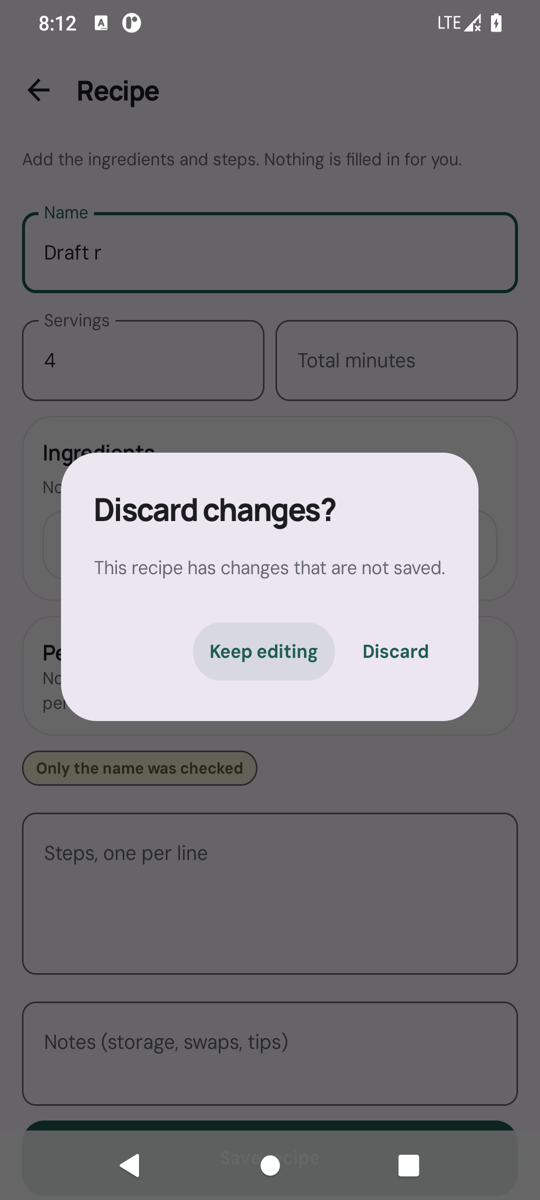 8:12
LTE
Recipe
Add the ingredients and steps. Nothing is filled in for you.
Name
Draft r
Servings
4
Total minutes
Discard changes?
This recipe has changes that are not saved.
Keep editing
Discard
Only the name was checked
Steps, one per line
Notes (storage, swaps, tips)